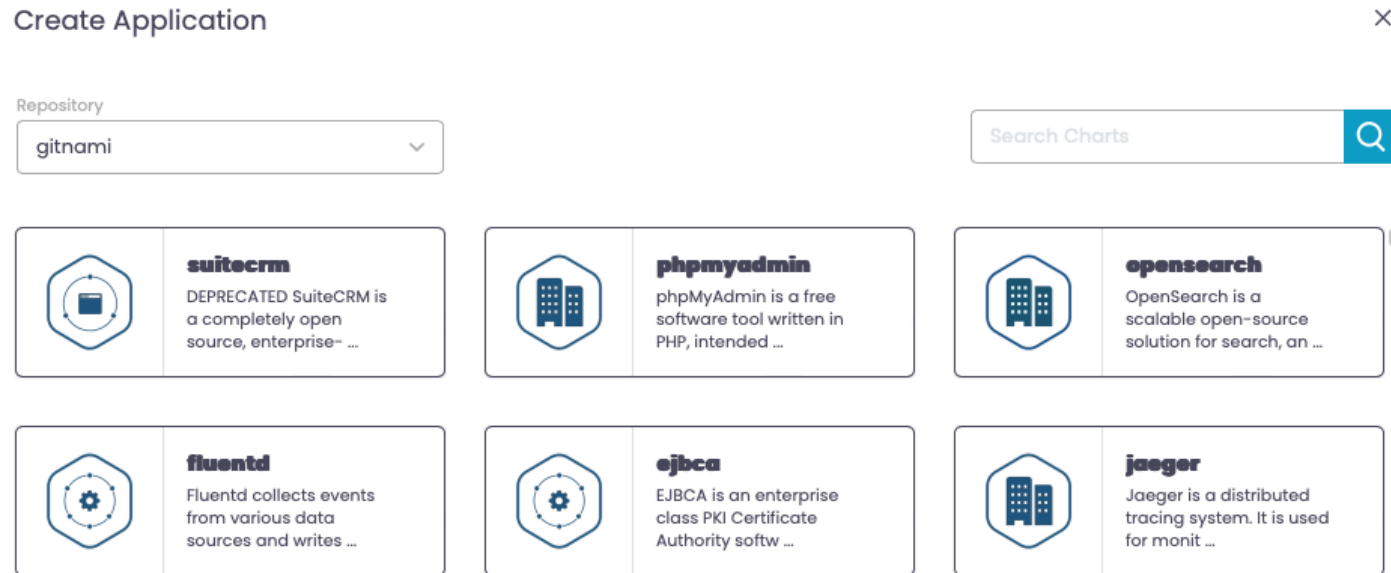 Create Application
Repository
gitnami
Search Charts
suitecrm
DEPRECATED SuiteCRM is
a completely open
source, enterprise- ...
phpmyadmin
phpMyAdmin is a free
software tool written in
PHP, intended ...
opensearch
OpenSearch is a
scalable open-source
solution for search, an ...
fluentd
Fluentd collects events
from various data
sources and writes ...
ejbca
EJBCA is an enterprise
class PKI Certificate
Authority softw ...
jaeger
Jaeger is a distributed
tracing system. It is used
for monit ...